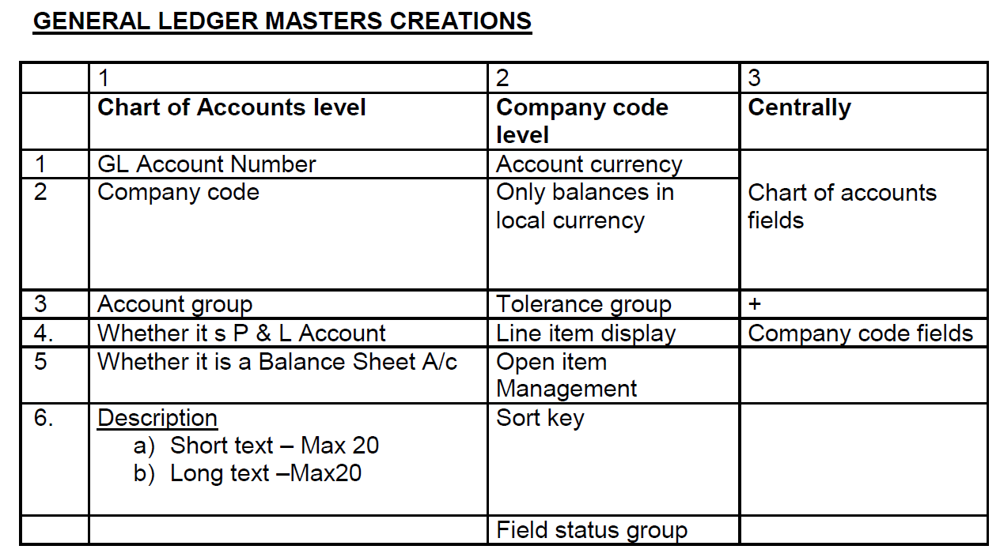 GENERAL LEDGER MASTERS CREATIONS
1 2 3
Chart of Accounts level Company code Centrally
level
1 GL Account Number Account currency
2 Company code Only balances in Chart of accounts
local currency fields
3 Account group Tolerance group +
4. Whether it s P & L Account Line item display Company code fields
5 Whether it is a Balance Sheet A/c Open item
Management
6. Description Sort key
a) Short text – Max 20
b) Long text –Max20
Field status group